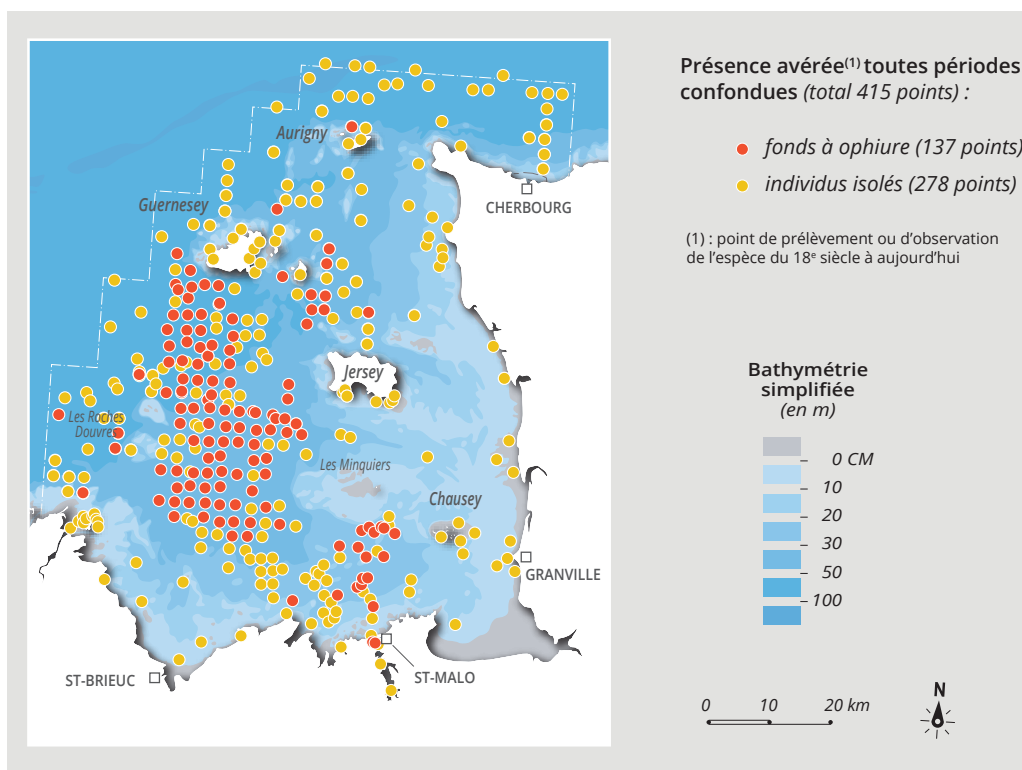 Présence avérée(1) toutes périodes
confondues (total 415 points) :
fonds à ophiure (137 points)
individus isolés (278 points)
(1) : point de prélèvement ou d'observation
de l'espèce du 18e siècle à aujourd'hui
Aurigny
CHERBOURG
Guernesey
Jersey
Les Roches
Douvres
Les Minquiers
Chausey
GRANVILLE
ST-MALO
ST-BRIEUC
Bathymétrie
simplifiée
(en m)
0 CM
10
20
30
50
100
0 10 20 km
N